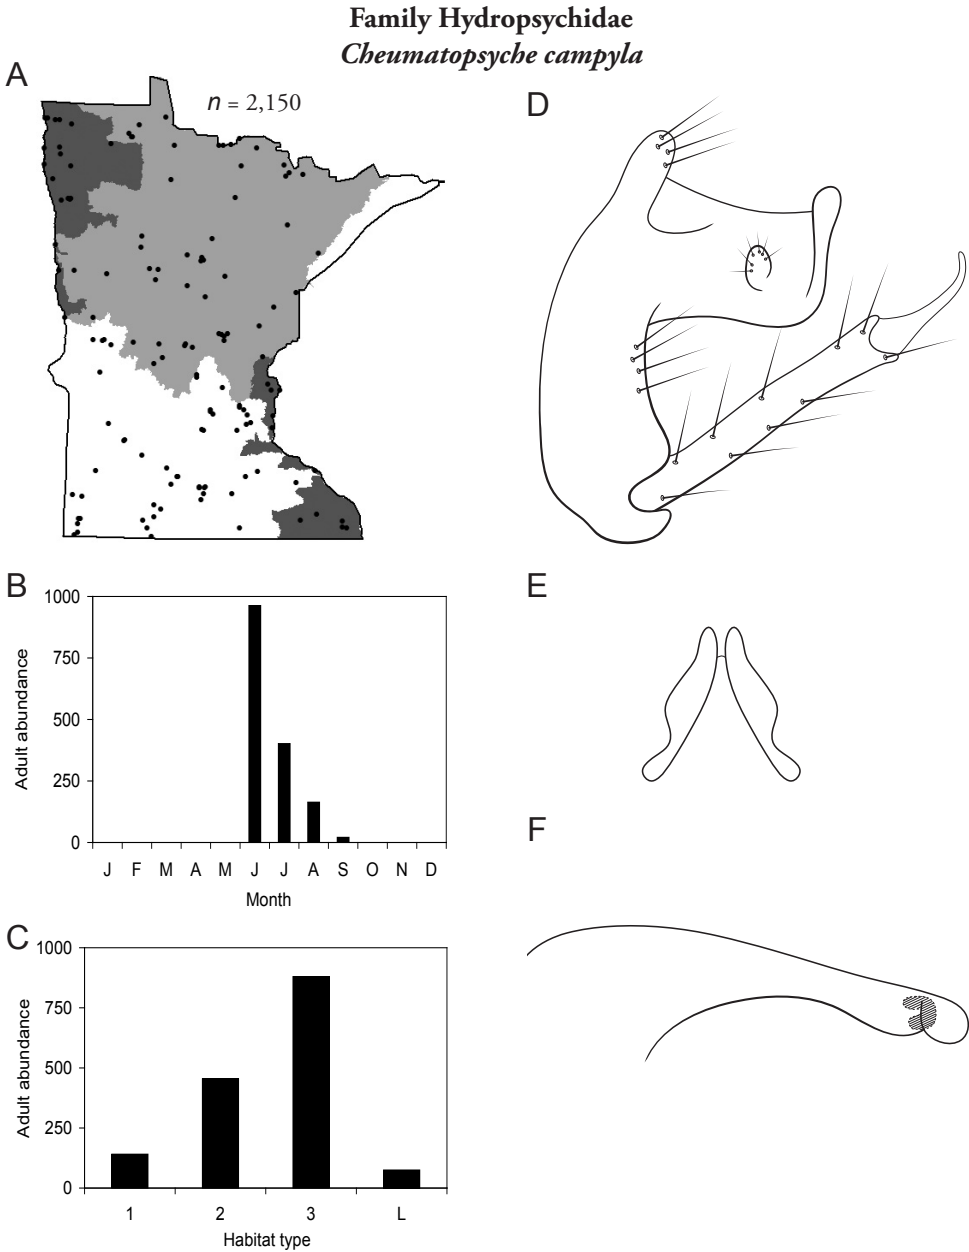 Family Hydropsychidae
Cheumatopsyche campyla
A
n = 2,150
D
B
1000
750
500
250
0
Adult abundance
J F M A M J J A S O N D
Month
E
F
C
1000
750
500
250
0
Adult abundance
1 2 3 L
Habitat type